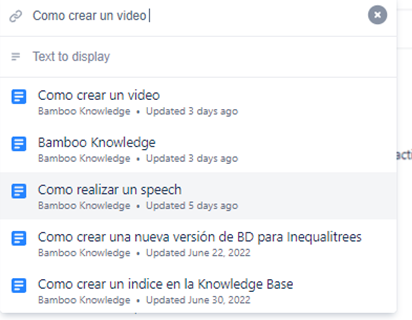 Como crear un video
Text to display
Como crear un video
Bamboo Knowledge • Updated 3 days ago
Bamboo Knowledge
Bamboo Knowledge • Updated 3 days ago
acti
Como realizar un speech
Bamboo Knowledge • Updated 5 days ago
Como crear una nueva versión de BD para Inequalitrees
Bamboo Knowledge • Updated June 22, 2022
Como crear un indice en la Knowledge Base
Bamboo Knowledge • Updated June 30, 2022